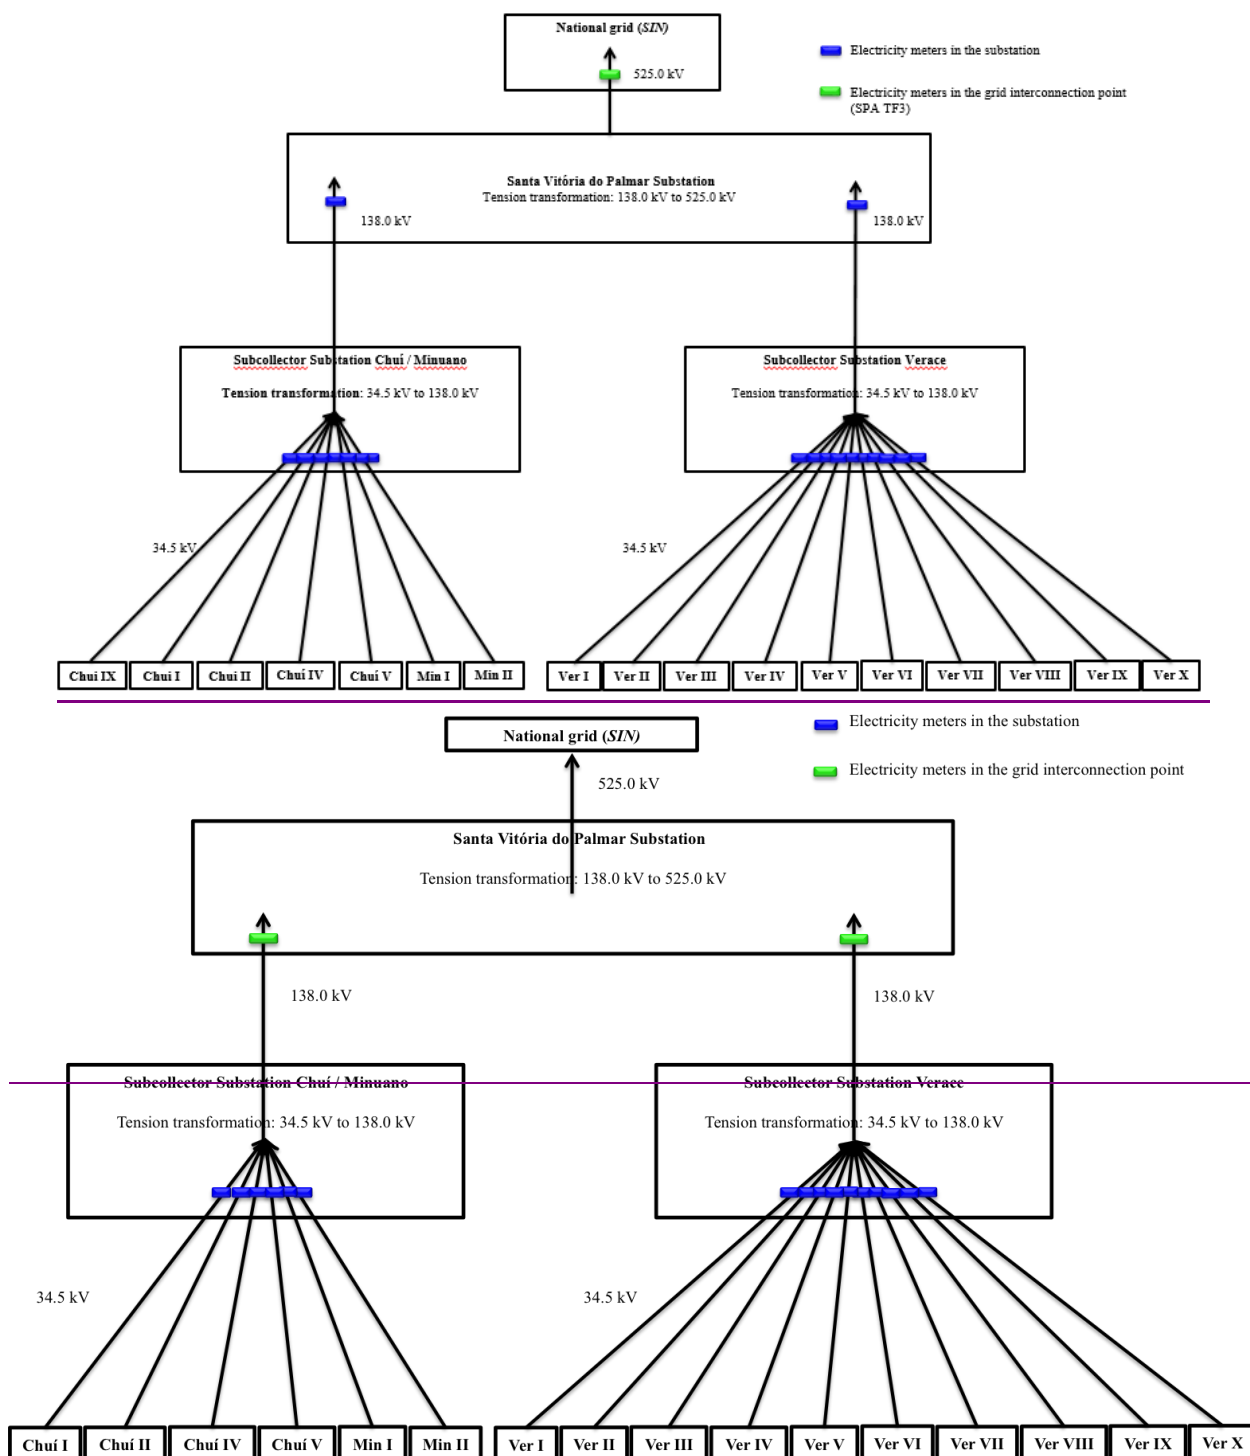 National grid (SIN)
525.0 kV
Electricity meters in the substation
Electricity meters in the grid interconnection point
(SPA TF3)
Santa Vitória do Palmar Substation
Tension transformation: 138.0 kV to 525.0 kV
138.0 kV
138.0 kV
Subcollector Substation Chuí / Minuano
Tension transformation: 34.5 kV to 138.0 kV
Subcollector Substation Verace
Tension transformation: 34.5 kV to 138.0 kV
34.5 kV
34.5 kV
Chui IX
Chui I
Chui II
Chuí IV
Chuí V
Min I
Min II
Ver I
Ver II
Ver III
Ver IV
Ver V
Ver VI
Ver VII
Ver VIII
Ver IX
Ver X
National grid (SIN)
525.0 kV
Electricity meters in the substation
Electricity meters in the grid interconnection point
Santa Vitória do Palmar Substation
Tension transformation: 138.0 kV to 525.0 kV
138.0 kV
138.0 kV
Subcollector Substation Chuí / Minuano
Tension transformation: 34.5 kV to 138.0 kV
Subcollector Substation Verace
Tension transformation: 34.5 kV to 138.0 kV
34.5 kV
34.5 kV
Chuí I
Chuí II
Chuí IV
Chuí V
Min I
Min II
Ver I
Ver II
Ver III
Ver IV
Ver V
Ver VI
Ver VII
Ver VIII
Ver IX
Ver X